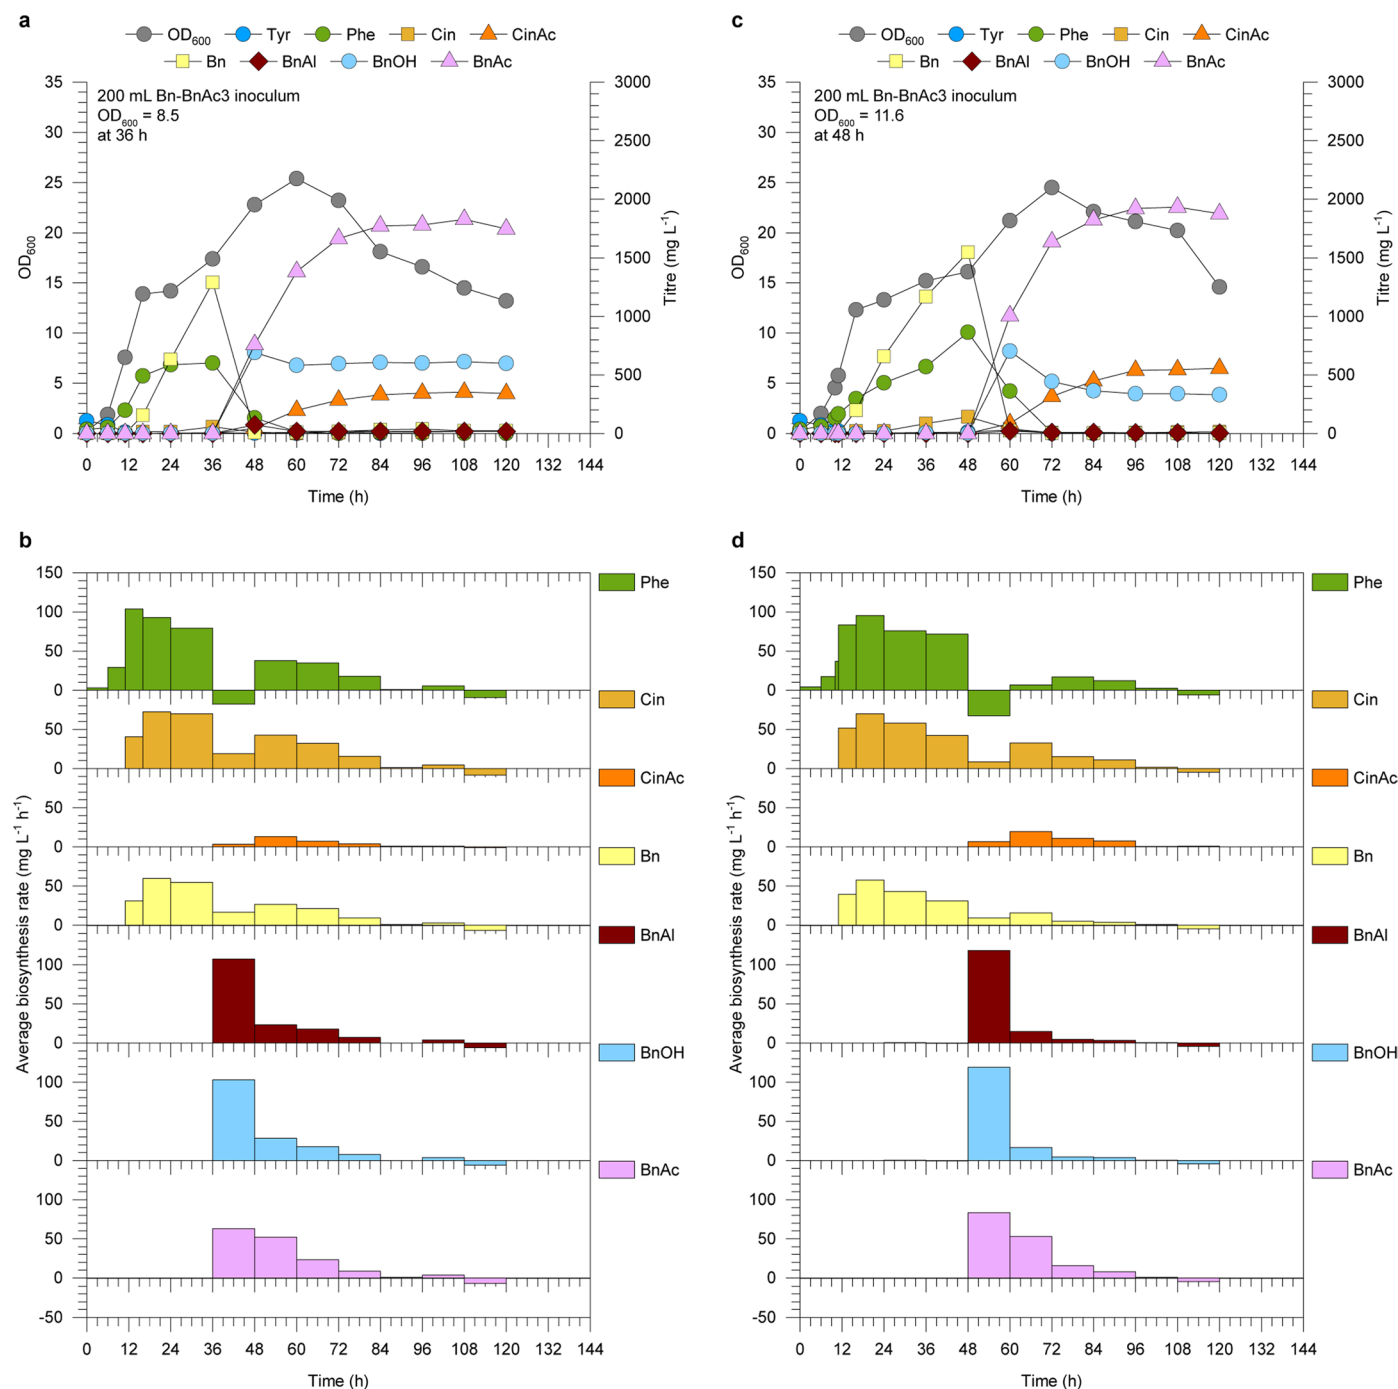 a
OD600 Tyr Phe Cin CinAc
Bn BnAl BnOH BnAc
200 mL Bn-BnAc3 inoculum
OD600 = 8.5
at 36 h
35
30
25
20
15
10
5
0
OD600
3000
2500
2000
1500
1000
500
0
Titre (mg L-1)
0 12 24 36 48 60 72 84 96 108 120 132 144
Time (h)
c
OD600 Tyr Phe Cin CinAc
Bn BnAl BnOH BnAc
200 mL Bn-BnAc3 inoculum
OD600 = 11.6
at 48 h
35
30
25
20
15
10
5
0
OD600
3000
2500
2000
1500
1000
500
0
Titre (mg L-1)
0 12 24 36 48 60 72 84 96 108 120 132 144
Time (h)
b
Average biosynthesis rate (mg L-1 h-1)
150
100
50
0
Phe
50
0
Cin
50
0
CinAc
50
0
Bn
100
50
0
BnAl
100
50
0
BnOH
100
50
0
-50
BnAc
0 12 24 36 48 60 72 84 96 108 120 132 144
Time (h)
d
Average biosynthesis rate (mg L-1 h-1)
150
100
50
0
Phe
50
0
Cin
50
0
CinAc
50
0
Bn
100
50
0
BnAl
100
50
0
BnOH
100
50
0
-50
BnAc
0 12 24 36 48 60 72 84 96 108 120 132 144
Time (h)